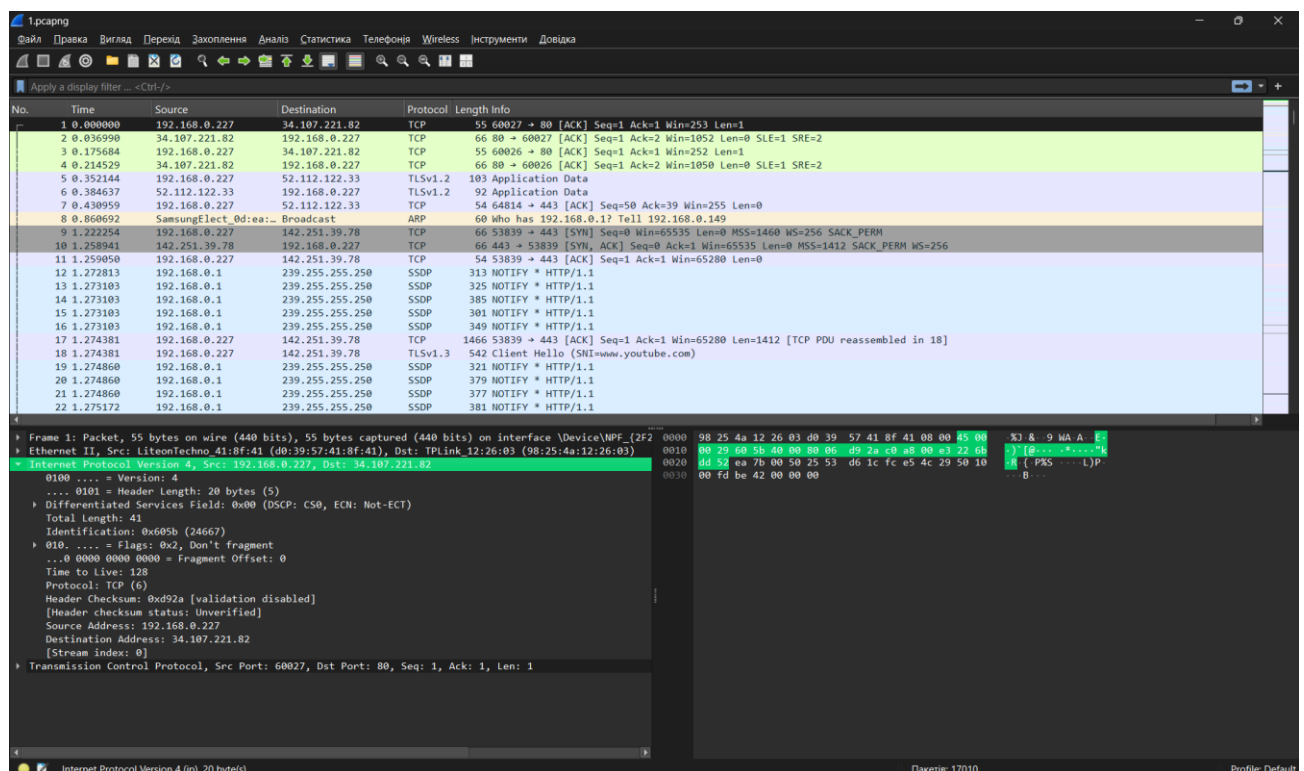 1.pcapng
Файл Правка Вигляд Перехід Захоплення Аналіз Статистика Телефонія Wireless Інструменти Довідка
Apply a display filter ... <Ctrl-/>
No. Time Source Destination Protocol Length Info
1 0.000000 192.168.0.227 34.107.221.82 TCP 55 60027 → 80 [ACK] Seq=1 Ack=1 Win=253 Len=1
2 0.036990 34.107.221.82 192.168.0.227 TCP 66 80 → 60027 [ACK] Seq=1 Ack=2 Win=1052 Len=0 SLE=1 SRE=2
3 0.175684 192.168.0.227 34.107.221.82 TCP 55 60026 → 80 [ACK] Seq=1 Ack=1 Win=252 Len=1
4 0.214529 34.107.221.82 192.168.0.227 TCP 66 80 → 60026 [ACK] Seq=1 Ack=2 Win=1050 Len=0 SLE=1 SRE=2
5 0.352144 192.168.0.227 52.112.122.33 TLSv1.2 103 Application Data
6 0.384637 52.112.122.33 192.168.0.227 TLSv1.2 92 Application Data
7 0.430959 192.168.0.227 52.112.122.33 TCP 54 64814 → 443 [ACK] Seq=50 Ack=39 Win=255 Len=0
8 0.860692 SamsungElect_0d:ea:… Broadcast ARP 60 Who has 192.168.0.1? Tell 192.168.0.149
9 1.222254 192.168.0.227 142.251.39.78 TCP 66 53839 → 443 [SYN] Seq=0 Win=65535 Len=0 MSS=1460 WS=256 SACK_PERM
10 1.258941 142.251.39.78 192.168.0.227 TCP 66 443 → 53839 [SYN, ACK] Seq=0 Ack=1 Win=65535 Len=0 MSS=1412 SACK_PERM WS=256
11 1.259050 192.168.0.227 142.251.39.78 TCP 54 53839 → 443 [ACK] Seq=1 Ack=1 Win=65280 Len=0
12 1.272813 192.168.0.1 239.255.255.250 SSDP 313 NOTIFY * HTTP/1.1
13 1.273103 192.168.0.1 239.255.255.250 SSDP 325 NOTIFY * HTTP/1.1
14 1.273103 192.168.0.1 239.255.255.250 SSDP 385 NOTIFY * HTTP/1.1
15 1.273103 192.168.0.1 239.255.255.250 SSDP 301 NOTIFY * HTTP/1.1
16 1.273103 192.168.0.1 239.255.255.250 SSDP 349 NOTIFY * HTTP/1.1
17 1.274381 192.168.0.227 142.251.39.78 TCP 1466 53839 → 443 [ACK] Seq=1 Ack=1 Win=65280 Len=1412 [TCP PDU reassembled in 18]
18 1.274381 192.168.0.227 142.251.39.78 TLSv1.3 542 Client Hello (SNI=www.youtube.com)
19 1.274860 192.168.0.1 239.255.255.250 SSDP 321 NOTIFY * HTTP/1.1
20 1.274860 192.168.0.1 239.255.255.250 SSDP 379 NOTIFY * HTTP/1.1
21 1.274860 192.168.0.1 239.255.255.250 SSDP 377 NOTIFY * HTTP/1.1
22 1.275172 192.168.0.1 239.255.255.250 SSDP 381 NOTIFY * HTTP/1.1
Frame 1: Packet, 55 bytes on wire (440 bits), 55 bytes captured (440 bits) on interface \Device\NPF_{2F2
Ethernet II, Src: LiteonTechno_41:8f:41 (d0:39:57:41:8f:41), Dst: TPLink_12:26:03 (98:25:4a:12:26:03)
Internet Protocol Version 4, Src: 192.168.0.227, Dst: 34.107.221.82
0100 .... = Version: 4
.... 0101 = Header Length: 20 bytes (5)
Differentiated Services Field: 0x00 (DSCP: CS0, ECN: Not-ECT)
Total Length: 41
Identification: 0x605b (24667)
010. .... = Flags: 0x2, Don't fragment
...0 0000 0000 0000 = Fragment Offset: 0
Time to Live: 128
Protocol: TCP (6)
Header Checksum: 0xd92a [validation disabled]
[Header checksum status: Unverified]
Source Address: 192.168.0.227
Destination Address: 34.107.221.82
[Stream index: 0]
Transmission Control Protocol, Src Port: 60027, Dst Port: 80, Seq: 1, Ack: 1, Len: 1
0000 98 25 4a 12 26 03 d0 39 57 41 8f 41 08 00 45 00 ·%J·&··9 WA·A··E·
0010 00 29 60 5b 40 00 80 06 d9 2a c0 a8 00 e3 22 6b ·)`[@··· ·*····"k
0020 dd 52 ea 7b 00 50 25 53 d6 1c fc e5 4c 29 50 10 ·R·{·P%S ····L)P·
0030 00 fd be 42 00 00 00 ···B···
Internet Protocol Version 4 (ip), 20 byte(s)
Пакетів: 17010
Profile: Default